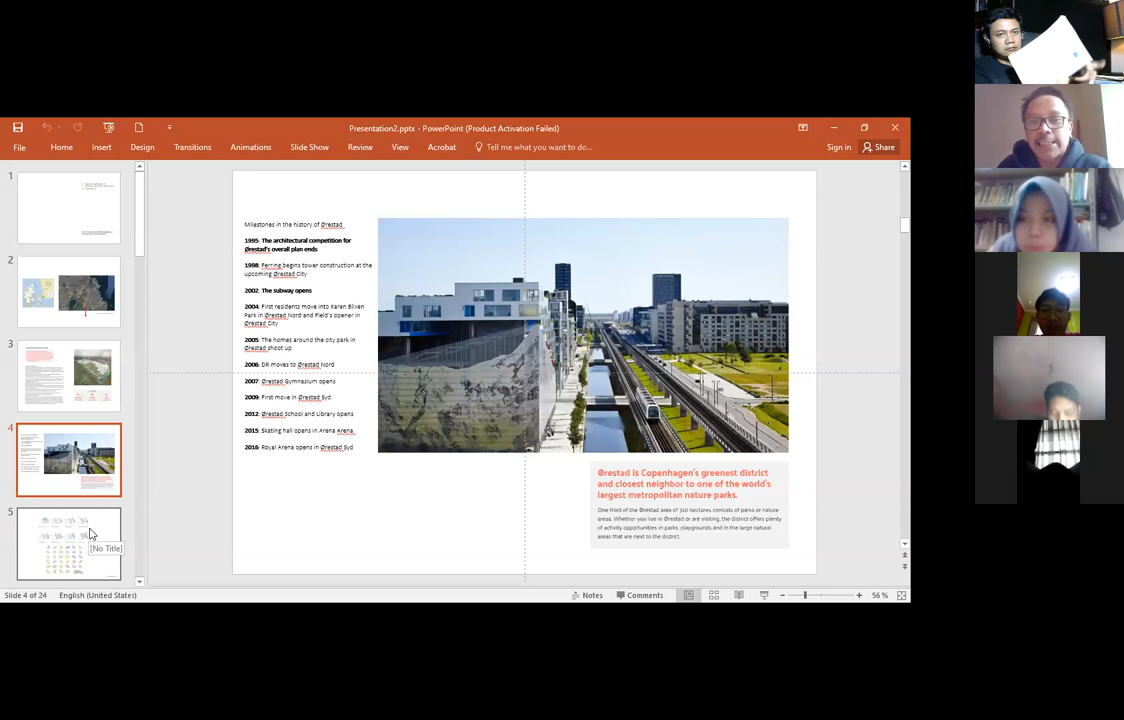 Presentation2.pptx - PowerPoint (Product Activation Failed)
File
Home
Insert
Design
Transitions
Animations
Slide Show
Review
View
Acrobat
Tell me what you want to do...
Sign in
Share
1
2
3
4
5
[No Title]
Milestones in the history of Ørestad
1995: The architectural competition for
Ørestad's overall plan ends
1998: Ferring begins tower construction at the
upcoming Ørestad City
2002: The subway opens
2004: First residents move into Karen Blixen
Park in Ørestad Nord and Field's opener in
Ørestad City
2005: The homes around the city park in
Ørestad shoot up
2006: DR moves to Ørestad Nord
2007: Ørestad Gymnasium opens
2009: First move in Ørestad Syd
2012: Ørestad School and Library opens
2015: Skating hall opens in Arena Arena
2016: Royal Arena opens in Ørestad Syd
Ørestad is Copenhagen's greenest district
and closest neighbor to one of the world's
largest metropolitan nature parks.
One third of the Ørestad area of 310 hectares consists of parks or nature
areas. Whether you live in Ørestad or are visiting, the district offers plenty
of activity opportunities in parks, playgrounds and in the large natural
areas that are next to the district.
Slide 4 of 24
English (United States)
Notes
Comments
56 %